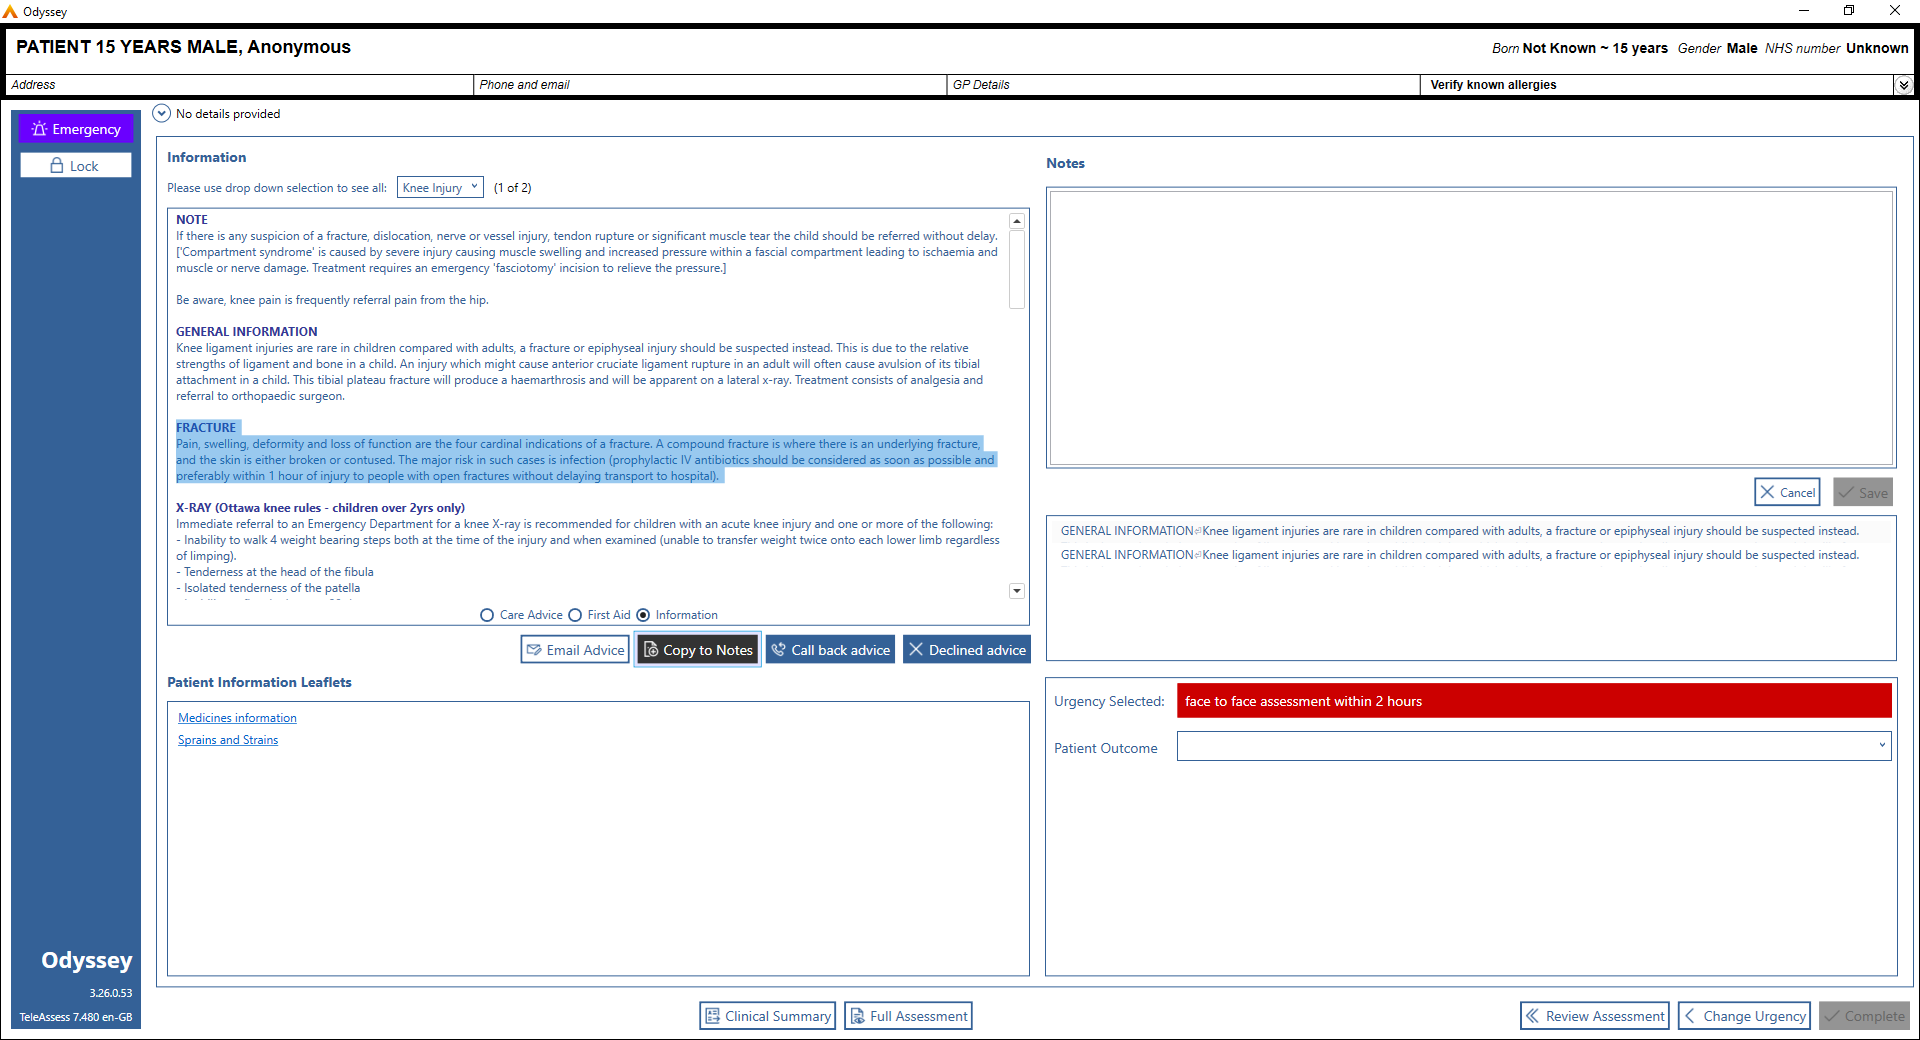 Odyssey
PATIENT 15 YEARS MALE, Anonymous
Born Not Known ~ 15 years Gender Male NHS number Unknown
Address
Phone and email
GP Details
Verify known allergies
Emergency
Lock
No details provided
Information
Please use drop down selection to see all: Knee Injury (1 of 2)
NOTE
If there is any suspicion of a fracture, dislocation, nerve or vessel injury, tendon rupture or significant muscle tear the child should be referred without delay.
['Compartment syndrome' is caused by severe injury causing muscle swelling and increased pressure within a fascial compartment leading to ischaemia and
muscle or nerve damage. Treatment requires an emergency 'fasciotomy' incision to relieve the pressure.]
Be aware, knee pain is frequently referral pain from the hip.
GENERAL INFORMATION
Knee ligament injuries are rare in children compared with adults, a fracture or epiphyseal injury should be suspected instead. This is due to the relative
strengths of ligament and bone in a child. An injury which might cause anterior cruciate ligament rupture in an adult will often cause avulsion of its tibial
attachment in a child. This tibial plateau fracture will produce a haemarthrosis and will be apparent on a lateral x-ray. Treatment consists of analgesia and
referral to orthopaedic surgeon.
FRACTURE
Pain, swelling, deformity and loss of function are the four cardinal indications of a fracture. A compound fracture is where there is an underlying fracture,
and the skin is either broken or contused. The major risk in such cases is infection (prophylactic IV antibiotics should be considered as soon as possible and
preferably within 1 hour of injury to people with open fractures without delaying transport to hospital).
X-RAY (Ottawa knee rules - children over 2yrs only)
Immediate referral to an Emergency Department for a knee X-ray is recommended for children with an acute knee injury and one or more of the following:
- Inability to walk 4 weight bearing steps both at the time of the injury and when examined (unable to transfer weight twice onto each lower limb regardless
of limping).
- Tenderness at the head of the fibula
- Isolated tenderness of the patella
Care Advice First Aid Information
Email Advice
Copy to Notes
Call back advice
Declined advice
Patient Information Leaflets
Medicines information
Sprains and Strains
Notes
Cancel
Save
GENERAL INFORMATION⏎Knee ligament injuries are rare in children compared with adults, a fracture or epiphyseal injury should be suspected instead.
GENERAL INFORMATION⏎Knee ligament injuries are rare in children compared with adults, a fracture or epiphyseal injury should be suspected instead.
Urgency Selected: face to face assessment within 2 hours
Patient Outcome
Odyssey
3.26.0.53
TeleAssess 7.480 en-GB
Clinical Summary
Full Assessment
Review Assessment
Change Urgency
Complete